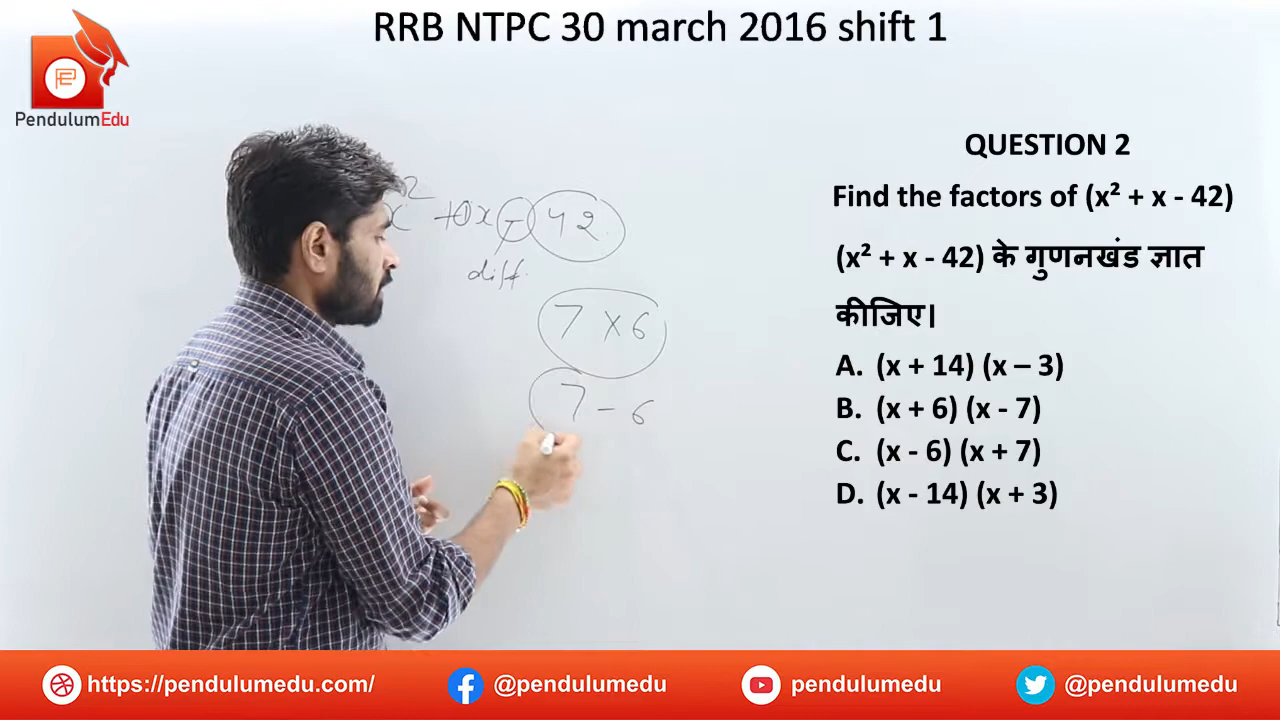 RRB NTPC 30 march 2016 shift 1
PendulumEdu
QUESTION 2
Find the factors of (x² + x - 42)
(x² + x - 42) के गुणनखंड ज्ञात
कीजिए।
A. (x + 14) (x – 3)
B. (x + 6) (x - 7)
C. (x - 6) (x + 7)
D. (x - 14) (x + 3)
x² + x - 42
diff.
7 x 6
7 - 6
https://pendulumedu.com/
@pendulumedu
pendulumedu
@pendulumedu